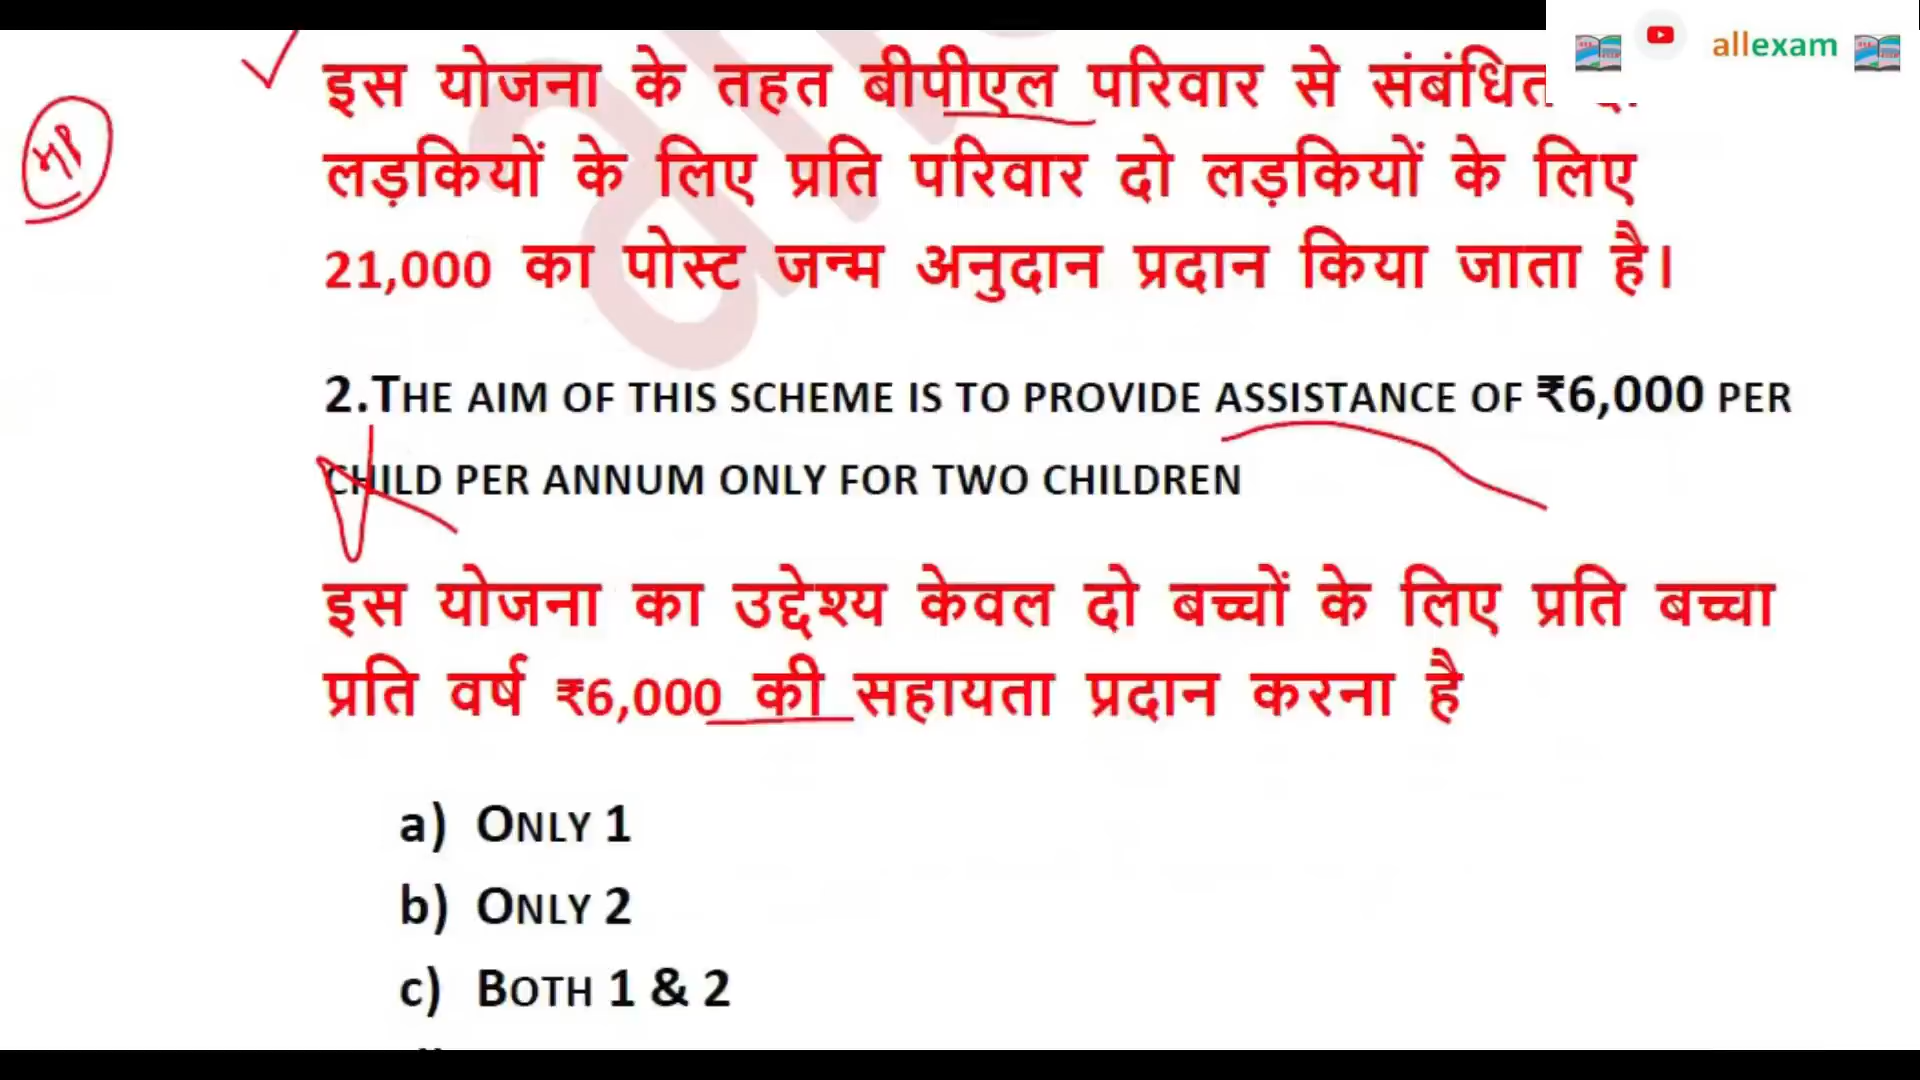 allexam
इस योजना के तहत बीपीएल परिवार से संबंधित
लड़कियों के लिए प्रति परिवार दो लड़कियों के लिए
21,000 का पोस्ट जन्म अनुदान प्रदान किया जाता है।
2.THE AIM OF THIS SCHEME IS TO PROVIDE ASSISTANCE OF ₹6,000 PER
CHILD PER ANNUM ONLY FOR TWO CHILDREN
इस योजना का उद्देश्य केवल दो बच्चों के लिए प्रति बच्चा
प्रति वर्ष ₹6,000 की सहायता प्रदान करना है
a) ONLY 1
b) ONLY 2
c) BOTH 1 & 2